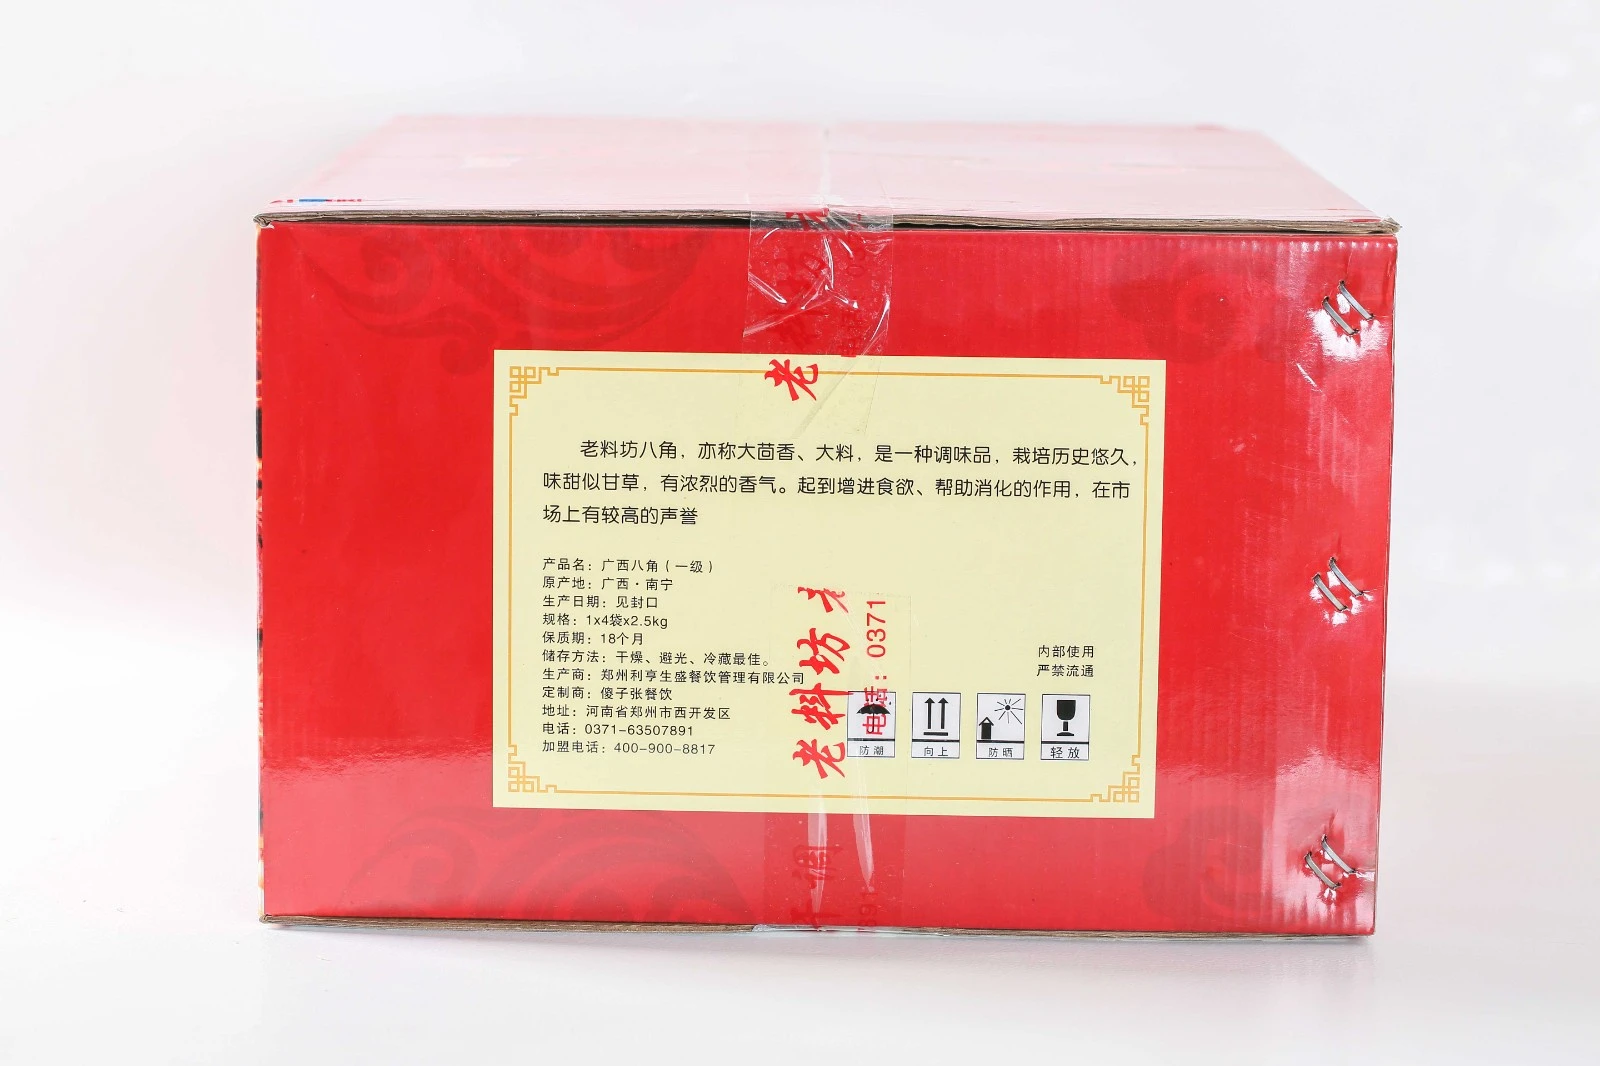 老
老料坊八角，亦称大茴香、大料，是一种调味品，栽培历史悠久，
味甜似甘草，有浓烈的香气。起到增进食欲、帮助消化的作用，在市
场上有较高的声誉
产品名：广西八角（一级）
原产地：广西·南宁
生产日期：见封口
规格：1x4袋x2.5kg
保质期：18个月
储存方法：干燥、避光、冷藏最佳。
生产商：郑州利亨生盛餐饮管理有限公司
定制商：傻子张餐饮
地址：河南省郑州市西开发区
电话：0371-63507891
加盟电话：400-900-8817
老料坊 老
电话：0371
内部使用
严禁流通
防潮
向上
防晒
轻放